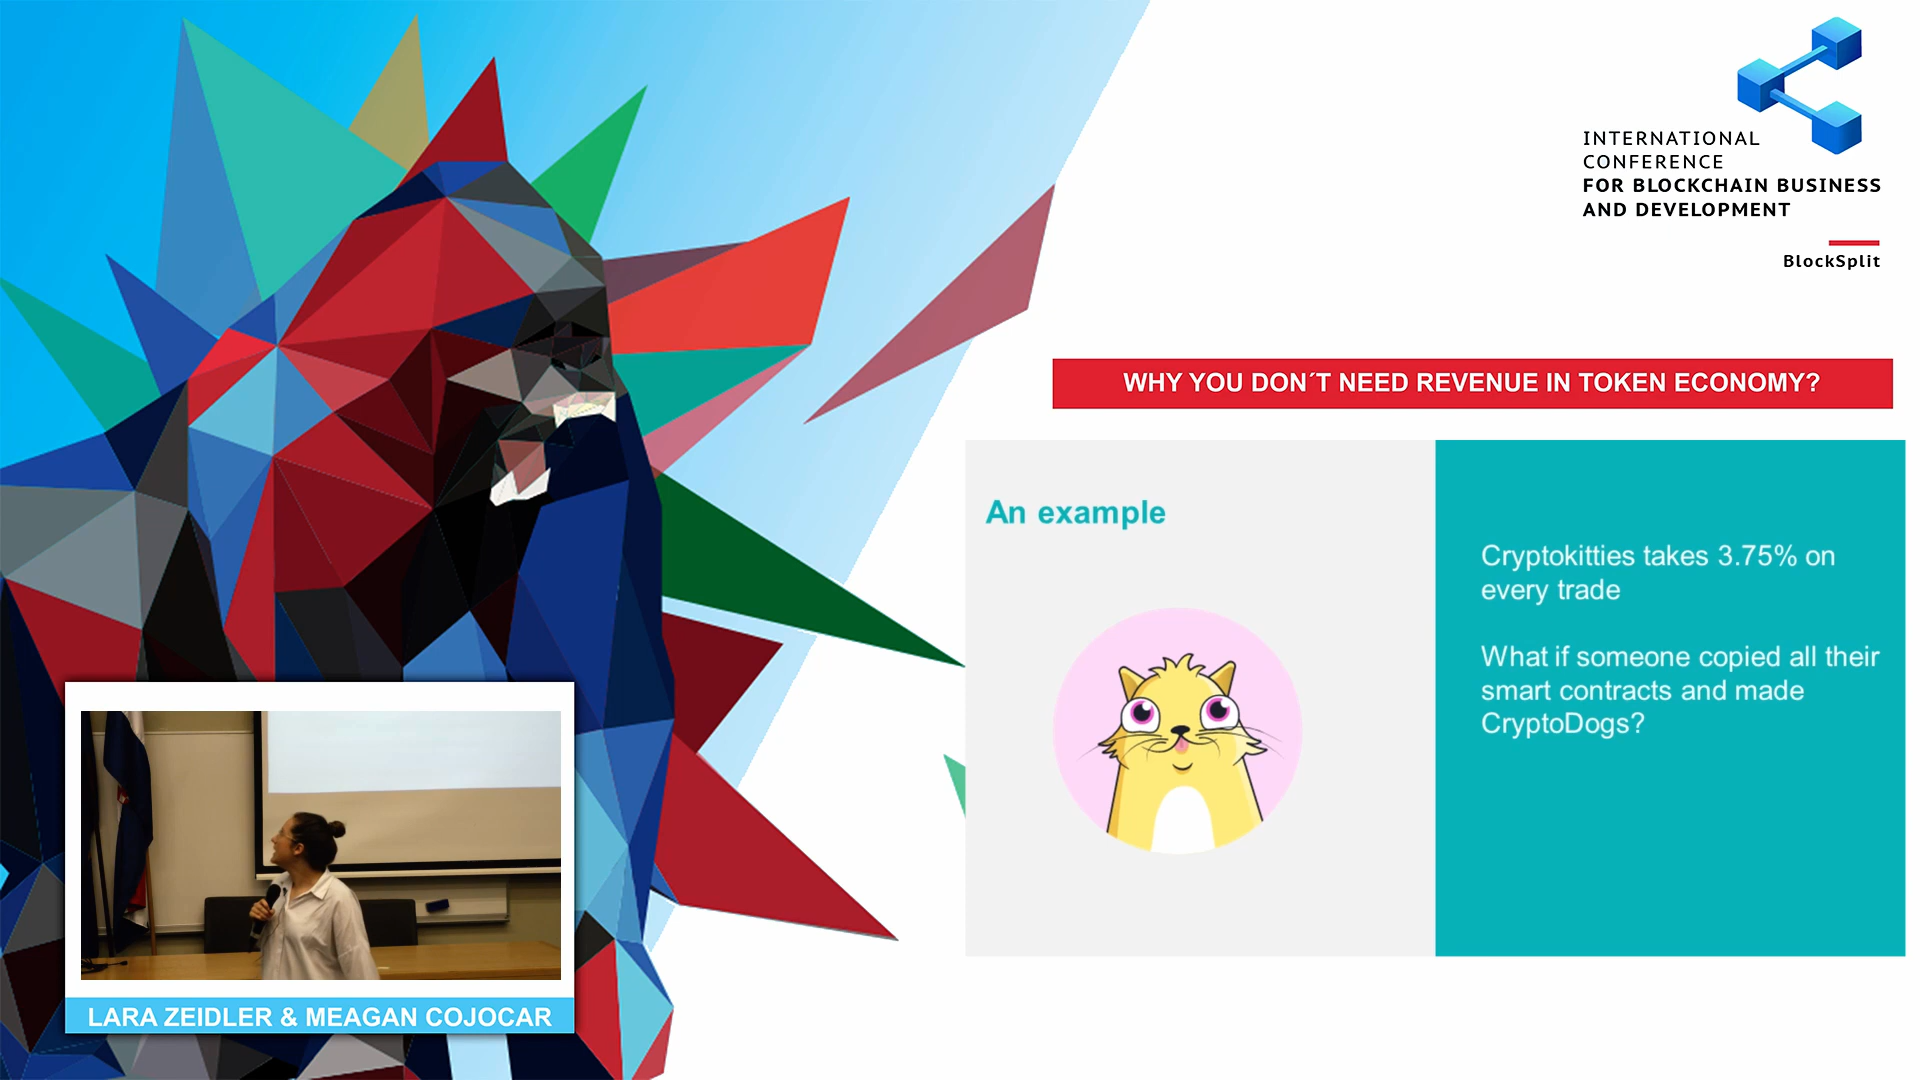 INTERNATIONAL
CONFERENCE
FOR BLOCKCHAIN BUSINESS
AND DEVELOPMENT
BlockSplit
WHY YOU DON´T NEED REVENUE IN TOKEN ECONOMY?
An example
Cryptokitties takes 3.75% on
every trade
What if someone copied all their
smart contracts and made
CryptoDogs?
LARA ZEIDLER & MEAGAN COJOCAR